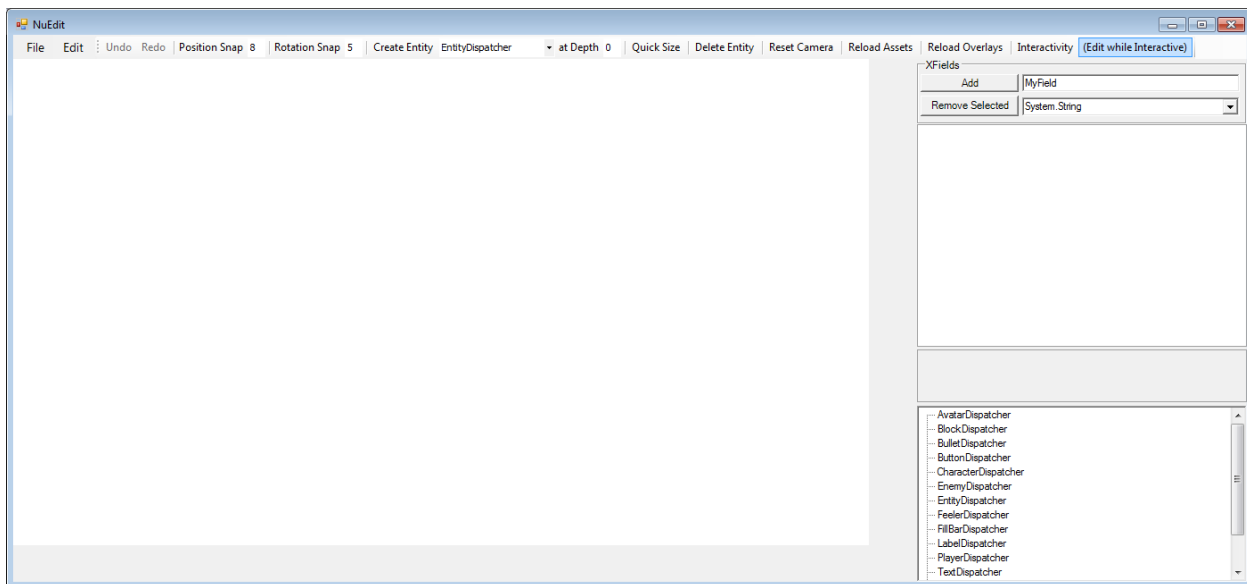 NuEdit
File Edit Undo Redo Position Snap 8 Rotation Snap 5 Create Entity EntityDispatcher at Depth 0 Quick Size Delete Entity Reset Camera Reload Assets Reload Overlays Interactivity (Edit while Interactive)
XFields
Add MyField
Remove Selected System.String
AvatarDispatcher
BlockDispatcher
BulletDispatcher
ButtonDispatcher
CharacterDispatcher
EnemyDispatcher
EntityDispatcher
FeelerDispatcher
FillBarDispatcher
LabelDispatcher
PlayerDispatcher
TextDispatcher